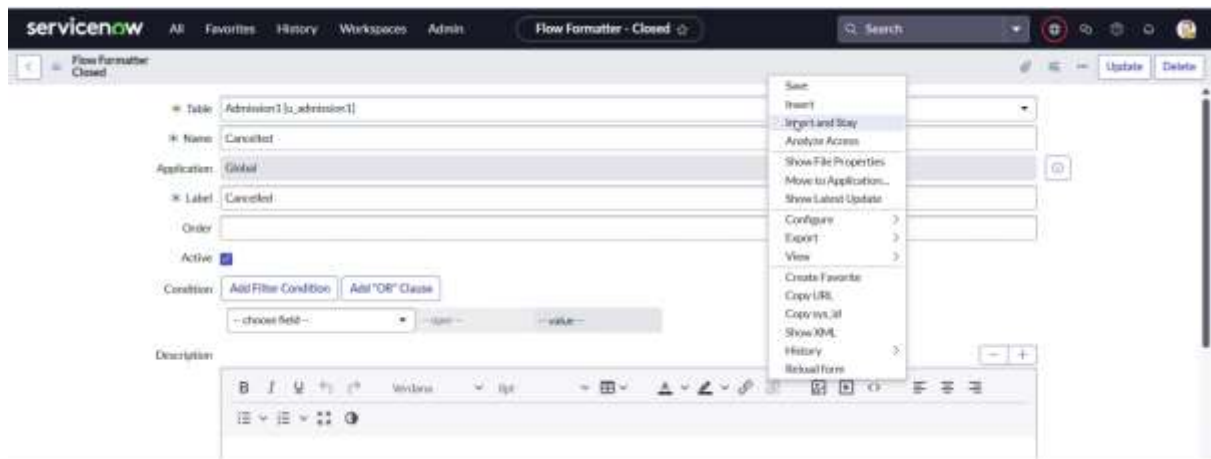 servicenow All Favorites History Workspaces Admin Flow Formatter - Closed Search
Flow Formatter
Closed
Update Delete
* Table Admission1 [u_admission1]
* Name Cancelled
Application Global
* Label Cancelled
Order
Active
Condition Add Filter Condition Add "OR" Clause
-- choose field -- -- oper -- -- value --
Description
B I U Verdana 8pt
Save
Insert
Insert and Stay
Analyze Access
Show File Properties
Move to Application...
Show Latest Update
Configure
Export
View
Create Favorite
Copy URL
Copy sys_id
Show XML
History
Reload form